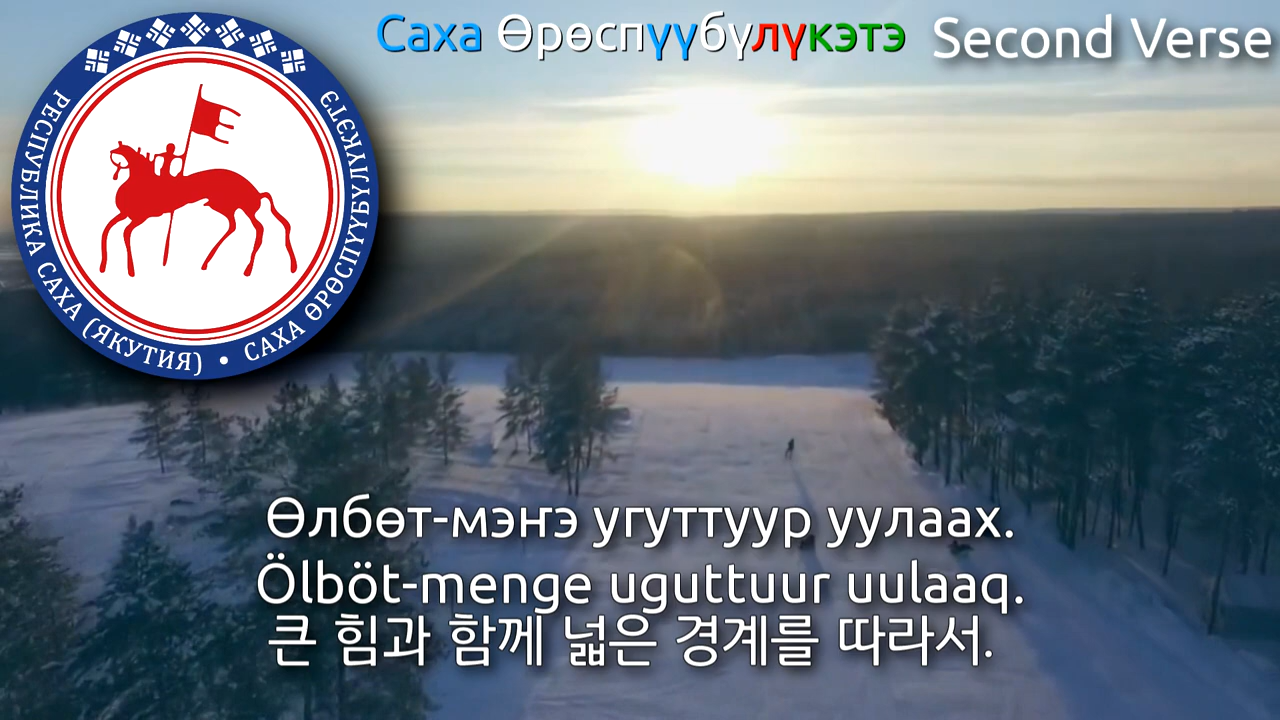 Саха Өрөспүүбүлүкэтэ
Second Verse
РЕСПУБЛИКА САХА (ЯКУТИЯ) • САХА ӨРӨСПҮҮБҮЛҮКЭТЭ
Өлбөт-мэҥэ угуттуур уулаах.
Ölböt-menge uguttuur uulaaq.
큰 힘과 함께 넓은 경계를 따라서.